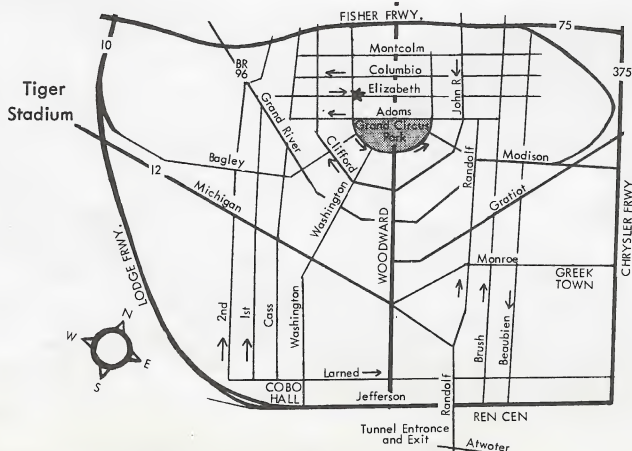 FISHER FRWY.
75
10
Montcolm
BR
96
Columbio
375
Elizabeth
John R
Tiger
Stadium
Adoms
Grand Circus
Park
Grand River
Clifford
Randolf
Bagley
Modison
12
Washington
Gratiot
Michigan
WOODWARD
CHRYSLER FRWY
LODGE FRWY.
Monroe
GREEK
TOWN
N
W
E
S
2nd
1st
Cass
Washington
Brush
Beaubien
Larned
COBO
HALL
Jefferson
Randolf
REN CEN
Tunnel Entrance
and Exit
Atwoter